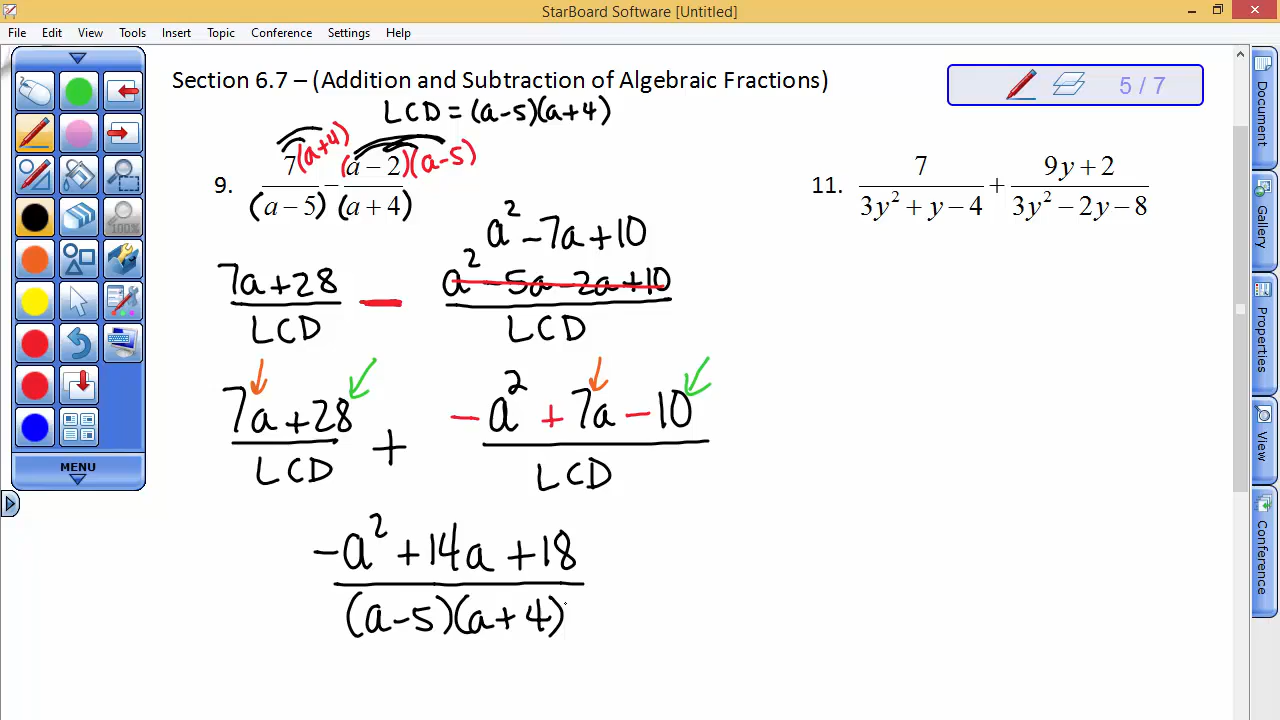 StarBoard Software [Untitled]
File Edit View Tools Insert Topic Conference Settings Help
Section 6.7 – (Addition and Subtraction of Algebraic Fractions)
5 / 7
LCD = (a-5)(a+4)
7(a+4) (a − 2)(a-5)
9. −
(a − 5) (a + 4)
7 9y + 2
11. +
3y² + y − 4 3y² − 2y − 8
a² - 7a + 10
7a + 28 - a² - 5a - 2a + 10
LCD LCD
7a + 28 + - a² + 7a - 10
LCD LCD
-a² + 14a + 18
(a-5)(a+4)
100%
MENU
Contents
Gallery
Properties
View
Conference